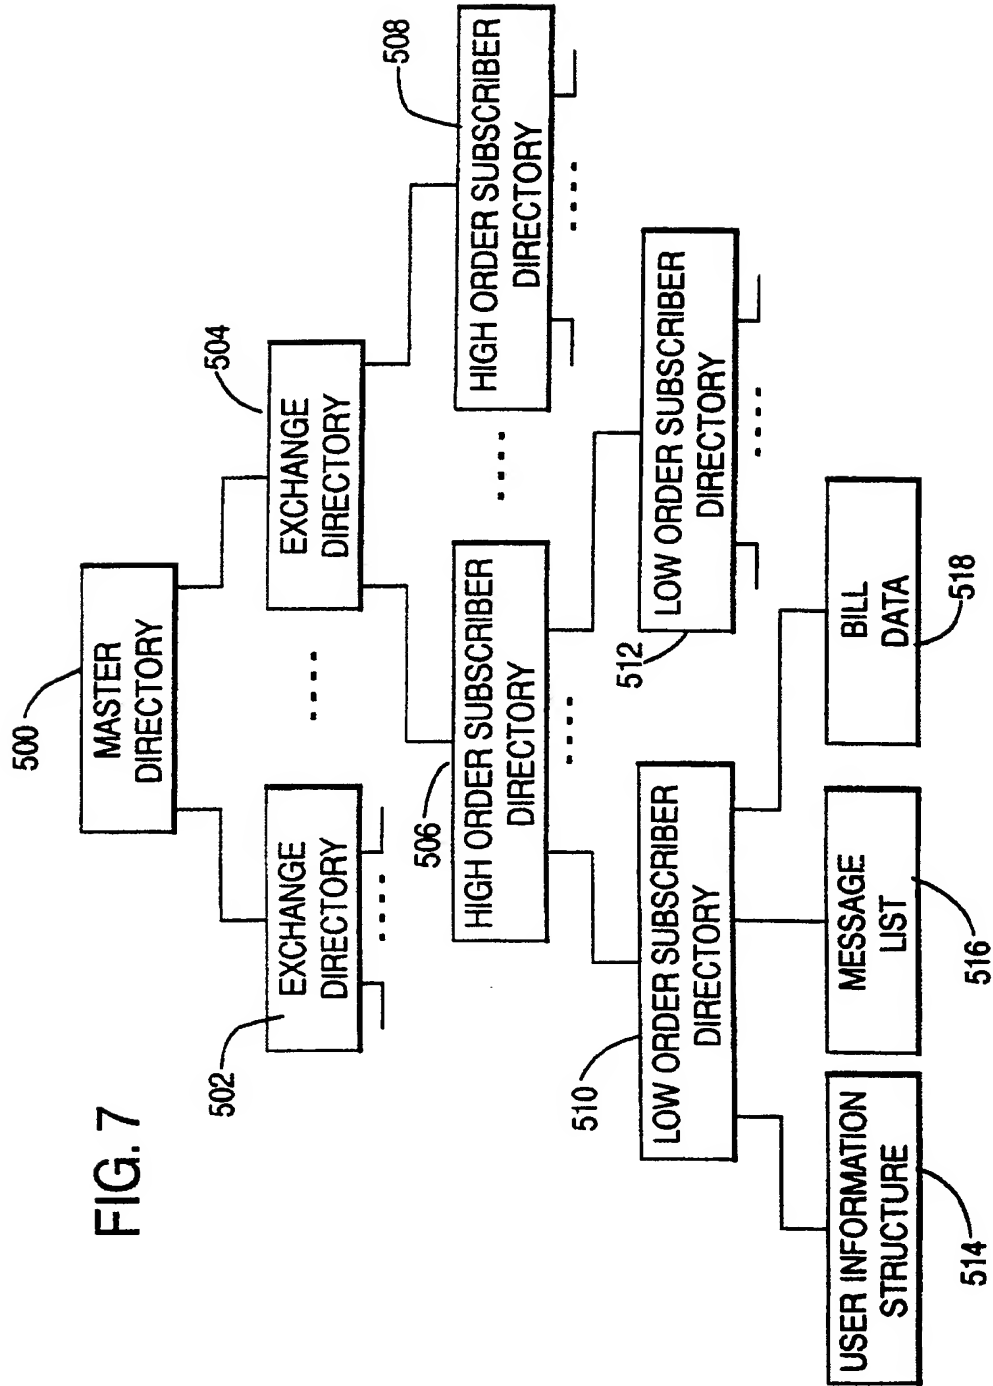 FIG. 7
500
MASTER
DIRECTORY
502
EXCHANGE
DIRECTORY
504
EXCHANGE
DIRECTORY
506
HIGH ORDER SUBSCRIBER
DIRECTORY
508
HIGH ORDER SUBSCRIBER
DIRECTORY
510
LOW ORDER SUBSCRIBER
DIRECTORY
512
LOW ORDER SUBSCRIBER
DIRECTORY
USER INFORMATION
STRUCTURE
514
MESSAGE
LIST
516
BILL
DATA
518